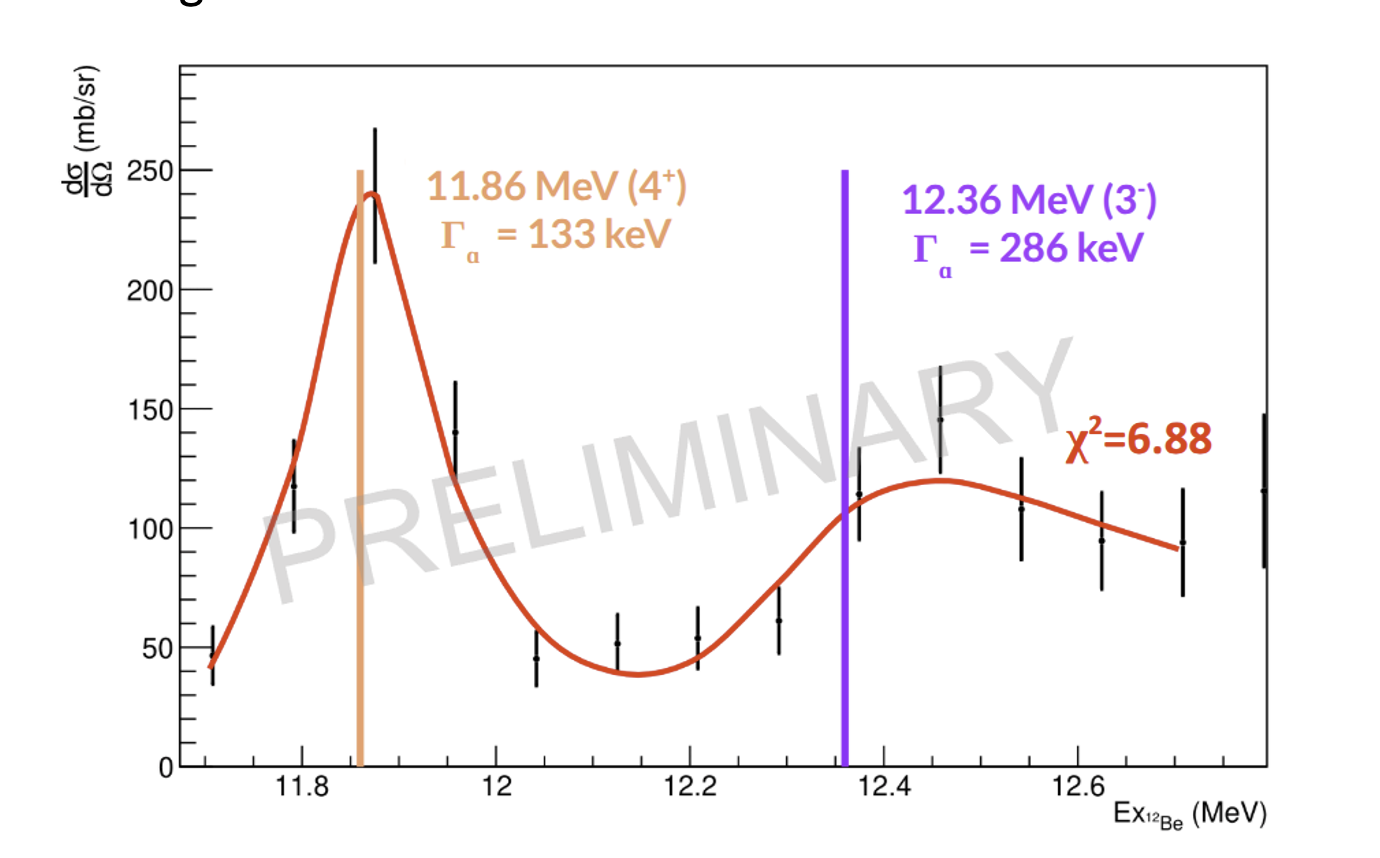 dσ
dΩ (mb/sr)
250
200
150
100
50
0
11.86 MeV (4⁺)
Γα = 133 keV
12.36 MeV (3⁻)
Γα = 286 keV
PRELIMINARY
χ²=6.88
11.8
12
12.2
12.4
12.6
Ex¹²Be (MeV)